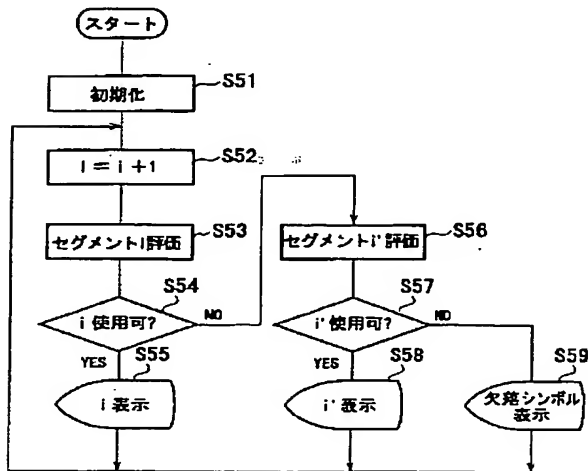 スタート
初期化
S51
i = i + 1
S52
セグメントi評価
S53
i 使用可?
S54
NO
YES
S55
i 表示
セグメントi'評価
S56
i' 使用可?
S57
NO
YES
S58
i' 表示
S59
欠落シンボル
表示